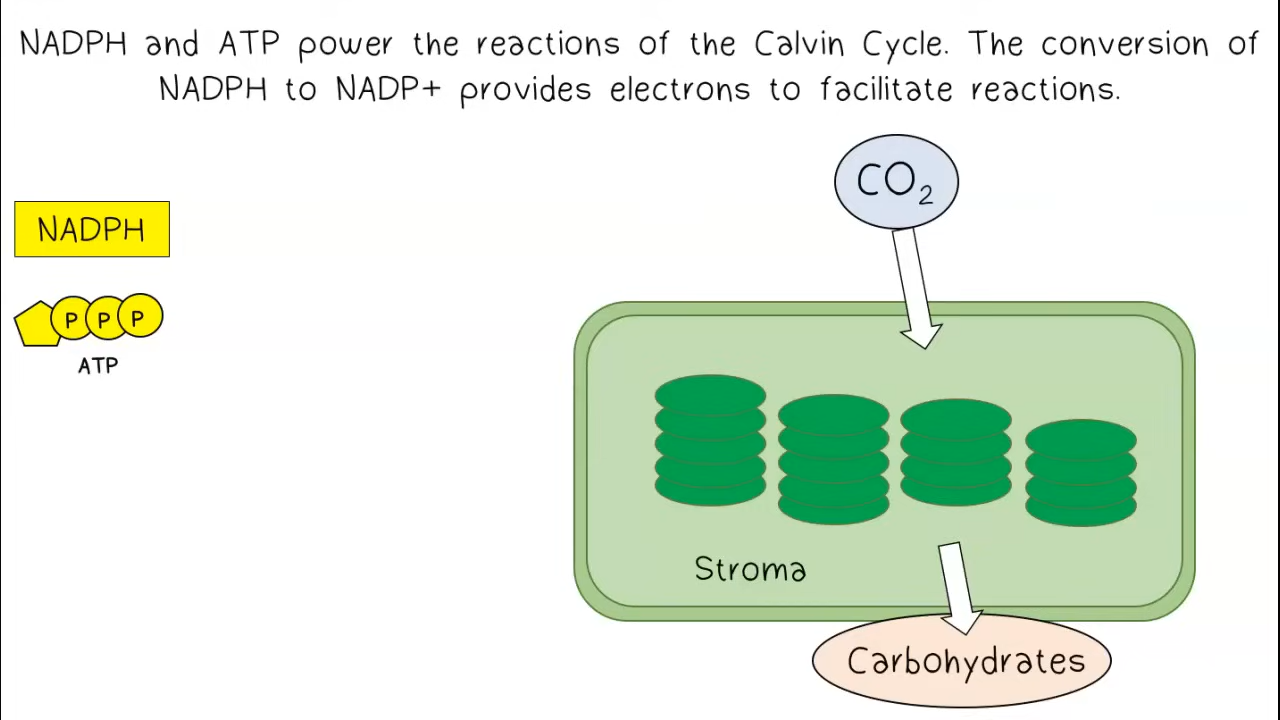 NADPH and ATP power the reactions of the Calvin Cycle. The conversion of
NADPH to NADP+ provides electrons to facilitate reactions.
CO₂
NADPH
P P P
ATP
Stroma
Carbohydrates